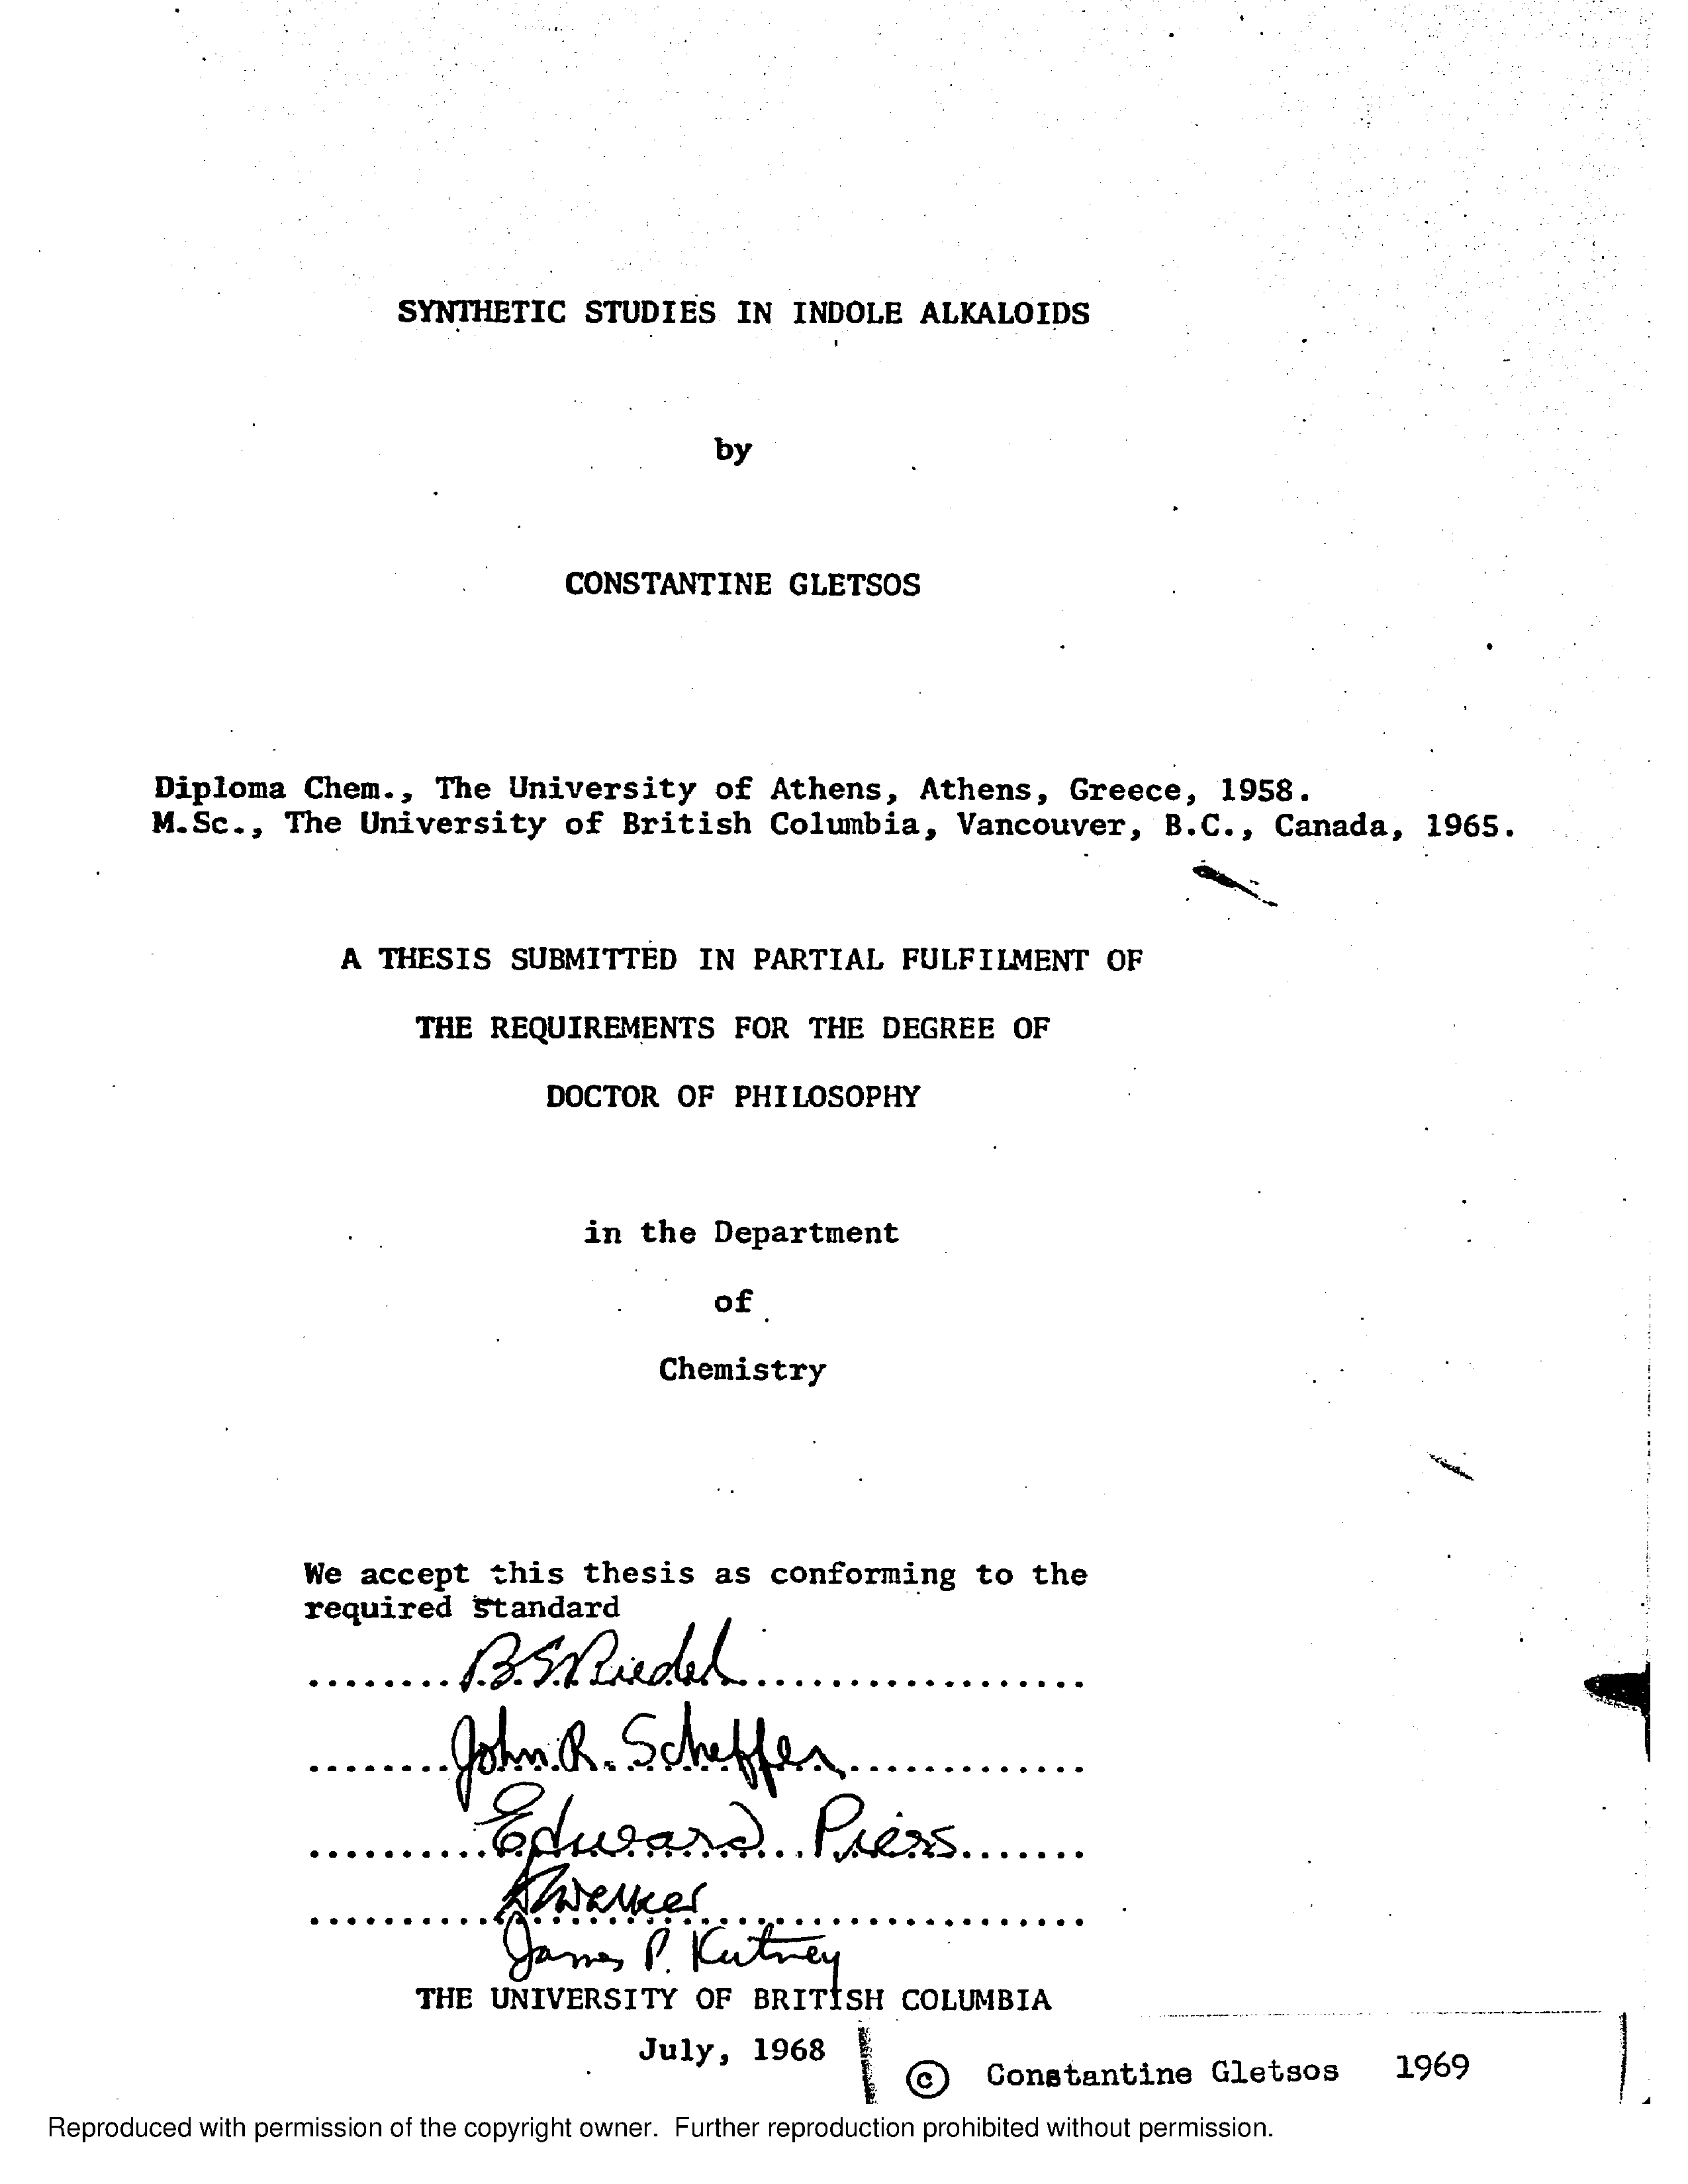 SYNTHETIC STUDIES IN INDOLE ALKALOIDS
by
CONSTANTINE GLETSOS
Diploma Chem., The University of Athens, Athens, Greece, 1958.
M.Sc., The University of British Columbia, Vancouver, B.C., Canada, 1965.
A THESIS SUBMITTED IN PARTIAL FULFILMENT OF
THE REQUIREMENTS FOR THE DEGREE OF
DOCTOR OF PHILOSOPHY
in the Department
of
Chemistry
We accept this thesis as conforming to the
required standard
B.E. Riedel
John R. Scheffer
Edward Piers
Walker
James P. Kutney
THE UNIVERSITY OF BRITISH COLUMBIA
July, 1968
© Constantine Gletsos 1969
Reproduced with permission of the copyright owner. Further reproduction prohibited without permission.